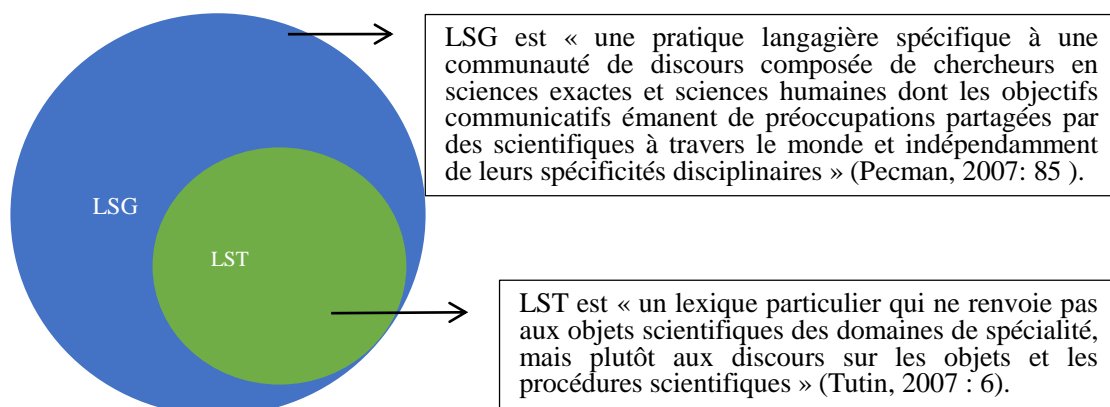 LSG est « une pratique langagière spécifique à une
communauté de discours composée de chercheurs en
sciences exactes et sciences humaines dont les objectifs
communicatifs émanent de préoccupations partagées par
des scientifiques à travers le monde et indépendamment
de leurs spécificités disciplinaires » (Pecman, 2007: 85 ).
LSG
LST
LST est « un lexique particulier qui ne renvoie pas
aux objets scientifiques des domaines de spécialité,
mais plutôt aux discours sur les objets et les
procédures scientifiques » (Tutin, 2007 : 6).